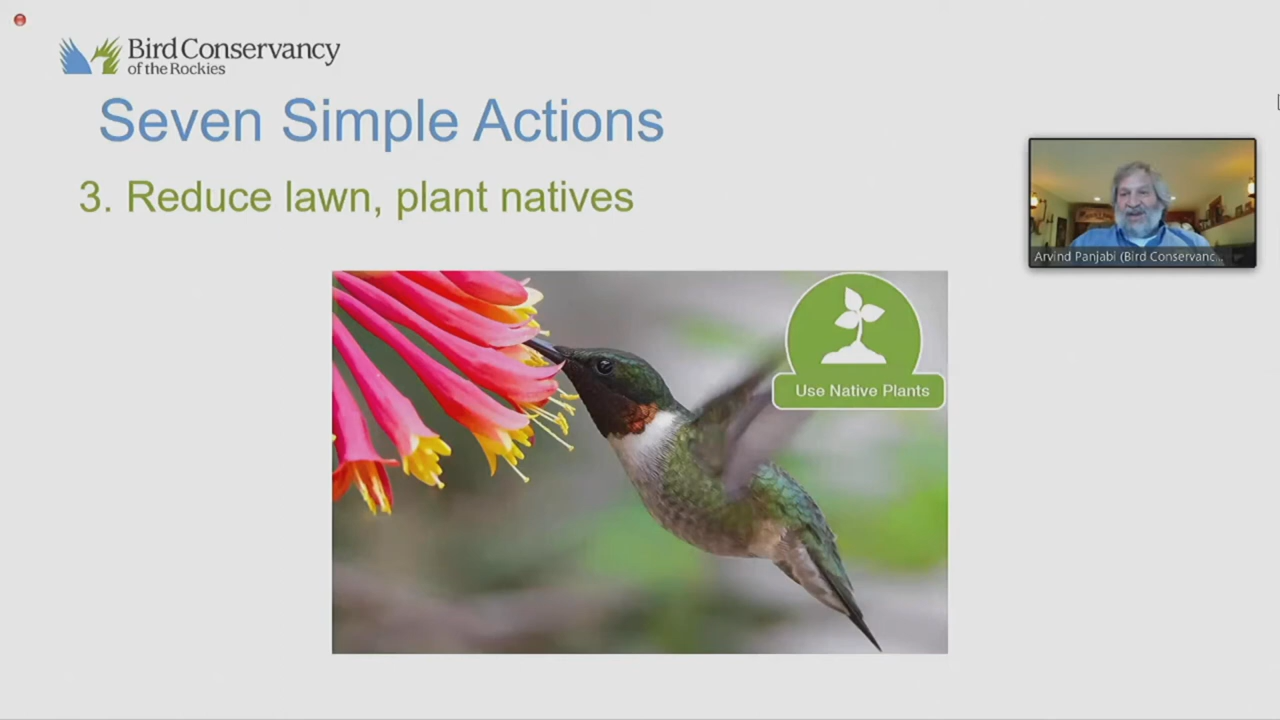 Bird Conservancy
of the Rockies
Seven Simple Actions
3. Reduce lawn, plant natives
Arvind Panjabi (Bird Conservanc...
Use Native Plants